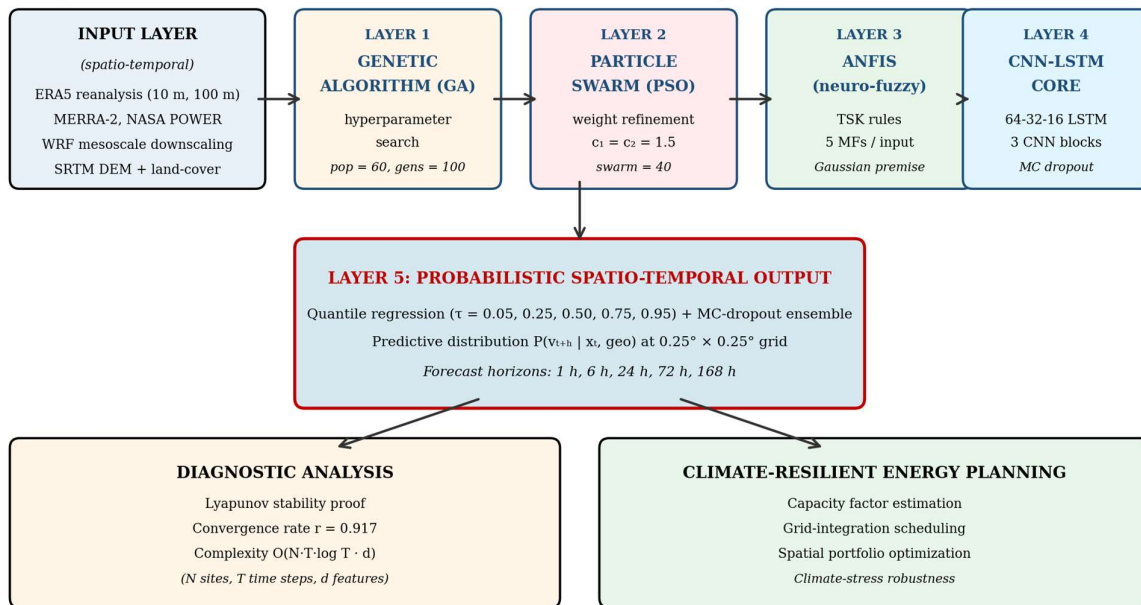 INPUT LAYER
(spatio-temporal)
ERA5 reanalysis (10 m, 100 m)
MERRA-2, NASA POWER
WRF mesoscale downscaling
SRTM DEM + land-cover
LAYER 1
GENETIC
ALGORITHM (GA)
hyperparameter
search
pop = 60, gens = 100
LAYER 2
PARTICLE
SWARM (PSO)
weight refinement
c₁ = c₂ = 1.5
swarm = 40
LAYER 3
ANFIS
(neuro-fuzzy)
TSK rules
5 MFs / input
Gaussian premise
LAYER 4
CNN-LSTM
CORE
64-32-16 LSTM
3 CNN blocks
MC dropout
LAYER 5: PROBABILISTIC SPATIO-TEMPORAL OUTPUT
Quantile regression (τ = 0.05, 0.25, 0.50, 0.75, 0.95) + MC-dropout ensemble
Predictive distribution P(vₜ₊ₕ | xₜ, geo) at 0.25° × 0.25° grid
Forecast horizons: 1 h, 6 h, 24 h, 72 h, 168 h
DIAGNOSTIC ANALYSIS
Lyapunov stability proof
Convergence rate r = 0.917
Complexity O(N·T·log T · d)
(N sites, T time steps, d features)
CLIMATE-RESILIENT ENERGY PLANNING
Capacity factor estimation
Grid-integration scheduling
Spatial portfolio optimization
Climate-stress robustness